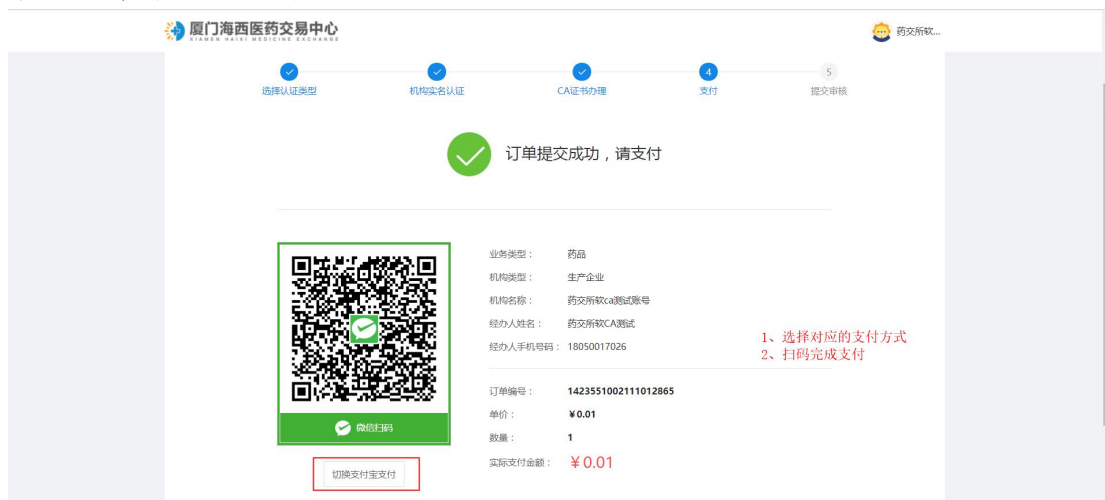 厦门海西医药交易中心
XIAMEN HAIXI MEDICINE EXCHANGE
药交所软...
4
5
选择认证类型
机构实名认证
CA证书办理
支付
提交审核
订单提交成功，请支付
业务类型： 药品
机构类型： 生产企业
机构名称： 药交所软ca测试账号
经办人姓名： 药交所软CA测试
经办人手机号码： 18050017026
1、选择对应的支付方式
2、扫码完成支付
订单编号： 1423551002111012865
单价： ￥0.01
数量： 1
实际支付金额： ￥0.01
微信扫码
切换支付宝支付